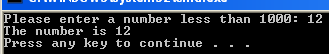 Please enter a number less than 1000: 12
The number is 12
Press any key to continue . . .